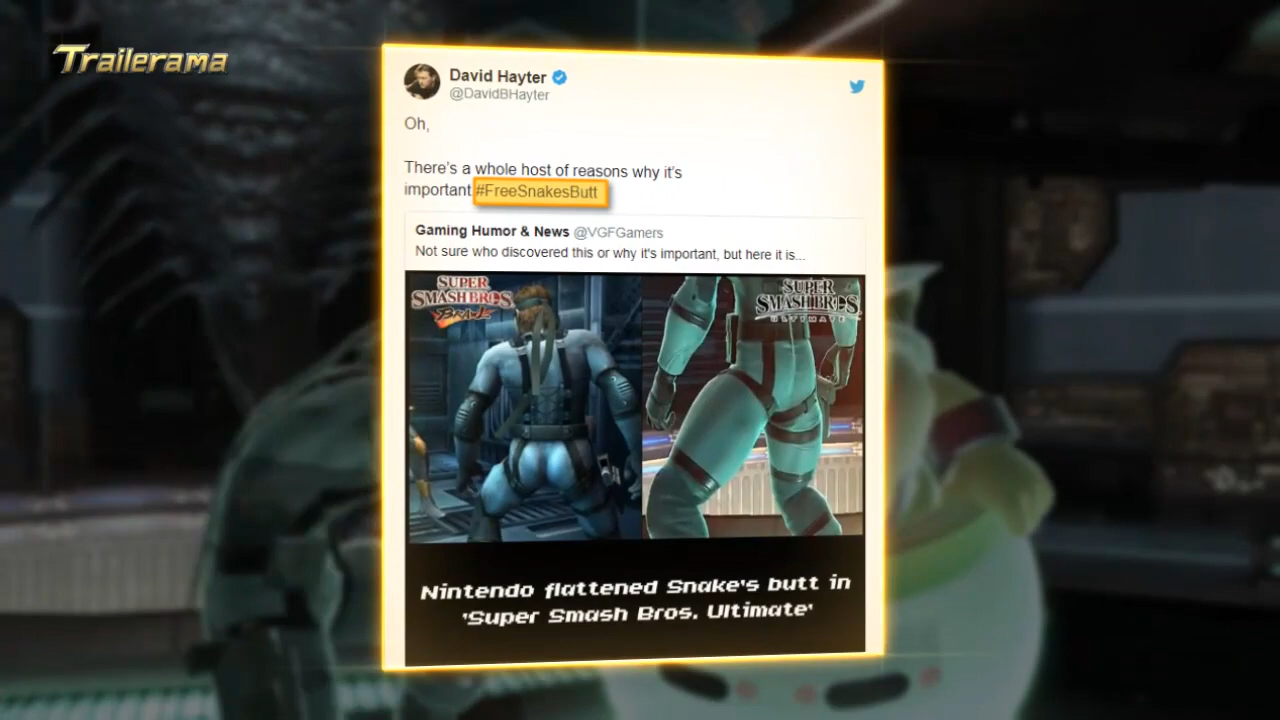 Trailerama
David Hayter
@DavidBHayter
Oh,
There's a whole host of reasons why it's
important #FreeSnakesButt
Gaming Humor & News @VGFGamers
Not sure who discovered this or why it's important, but here it is...
SUPER
SMASH BROS
BRAWL
SUPER
SMASH BROS
ULTIMATE
Nintendo flattened Snake's butt in
'Super Smash Bros. Ultimate'